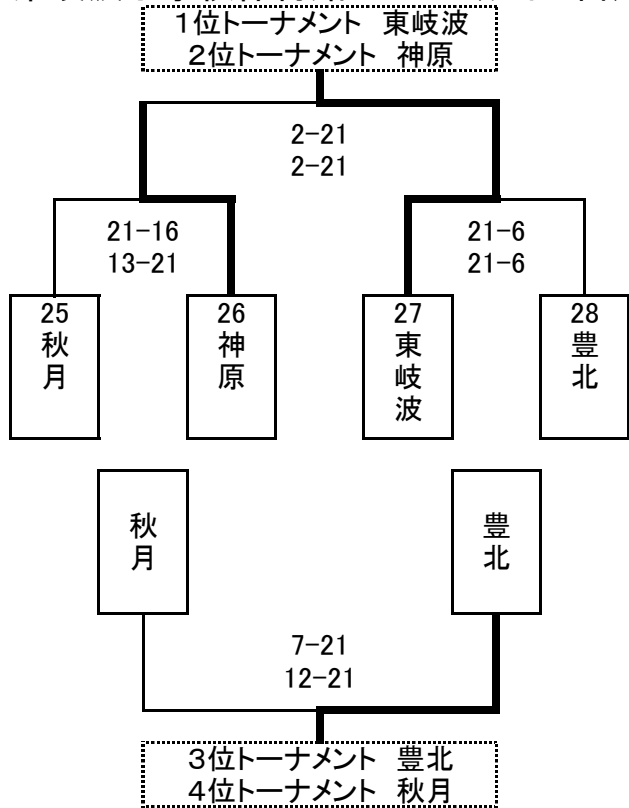 1位トーナメント 東岐波
2位トーナメント 神原
2-21
2-21
21-16
13-21
21-6
21-6
25
秋月
26
神原
27
東岐波
28
豊北
秋月
豊北
7-21
12-21
3位トーナメント 豊北
4位トーナメント 秋月